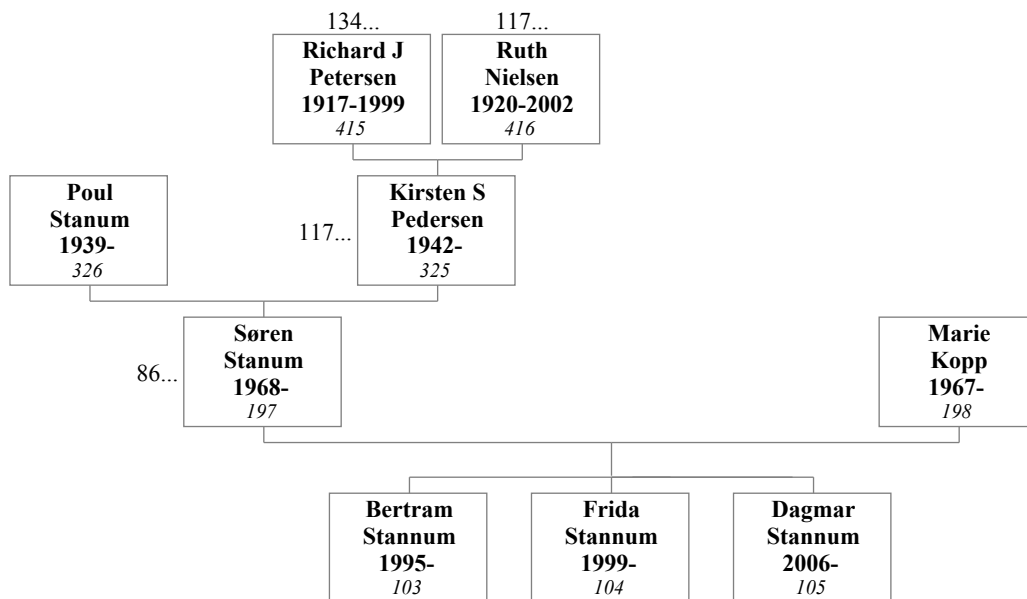 134...
117...
Richard J
Petersen
1917-1999
415
Ruth
Nielsen
1920-2002
416
Poul
Stanum
1939-
326
117...
Kirsten S
Pedersen
1942-
325
86...
Søren
Stanum
1968-
197
Marie
Kopp
1967-
198
Bertram
Stannum
1995-
103
Frida
Stannum
1999-
104
Dagmar
Stannum
2006-
105